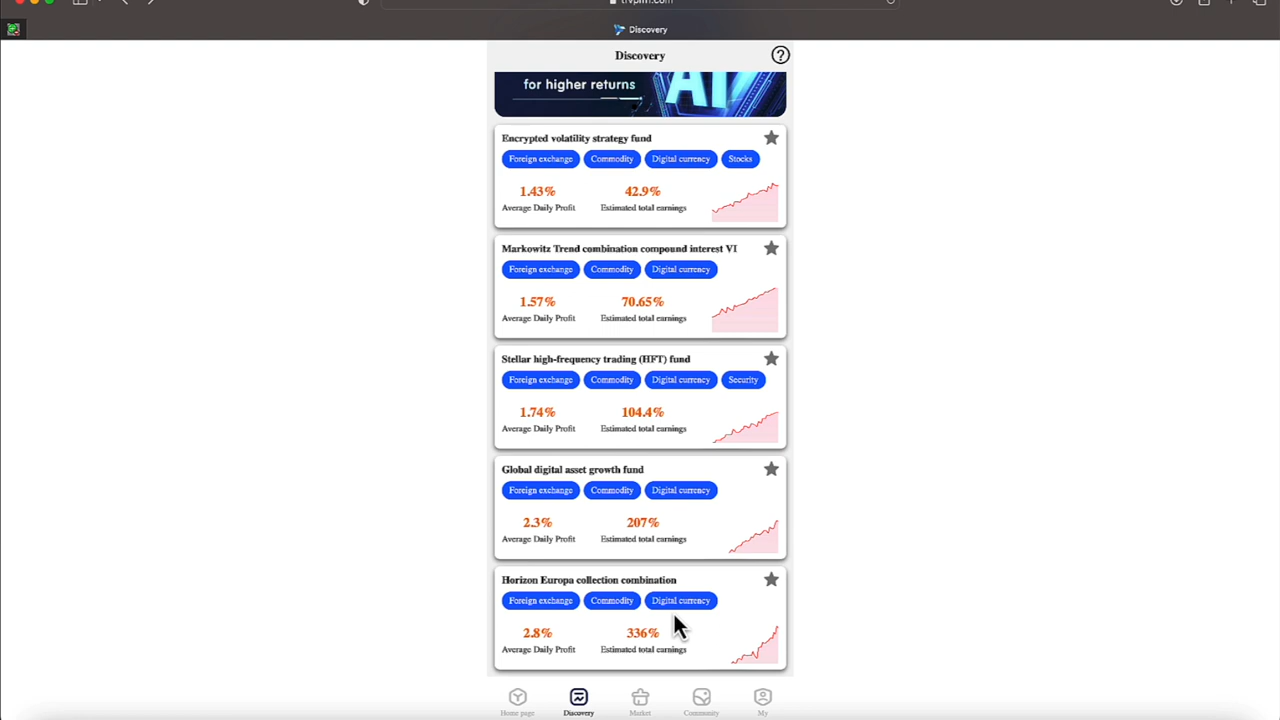 Discovery
Discovery
for higher returns
AI
Encrypted volatility strategy fund
Foreign exchange Commodity Digital currency Stocks
1.43% 42.9%
Average Daily Profit Estimated total earnings
Markowitz Trend combination compound interest VI
Foreign exchange Commodity Digital currency
1.57% 70.65%
Average Daily Profit Estimated total earnings
Stellar high-frequency trading (HFT) fund
Foreign exchange Commodity Digital currency Security
1.74% 104.4%
Average Daily Profit Estimated total earnings
Global digital asset growth fund
Foreign exchange Commodity Digital currency
2.3% 207%
Average Daily Profit Estimated total earnings
Horizon Europa collection combination
Foreign exchange Commodity Digital currency
2.8% 336%
Average Daily Profit Estimated total earnings
Home page Discovery Market Community My